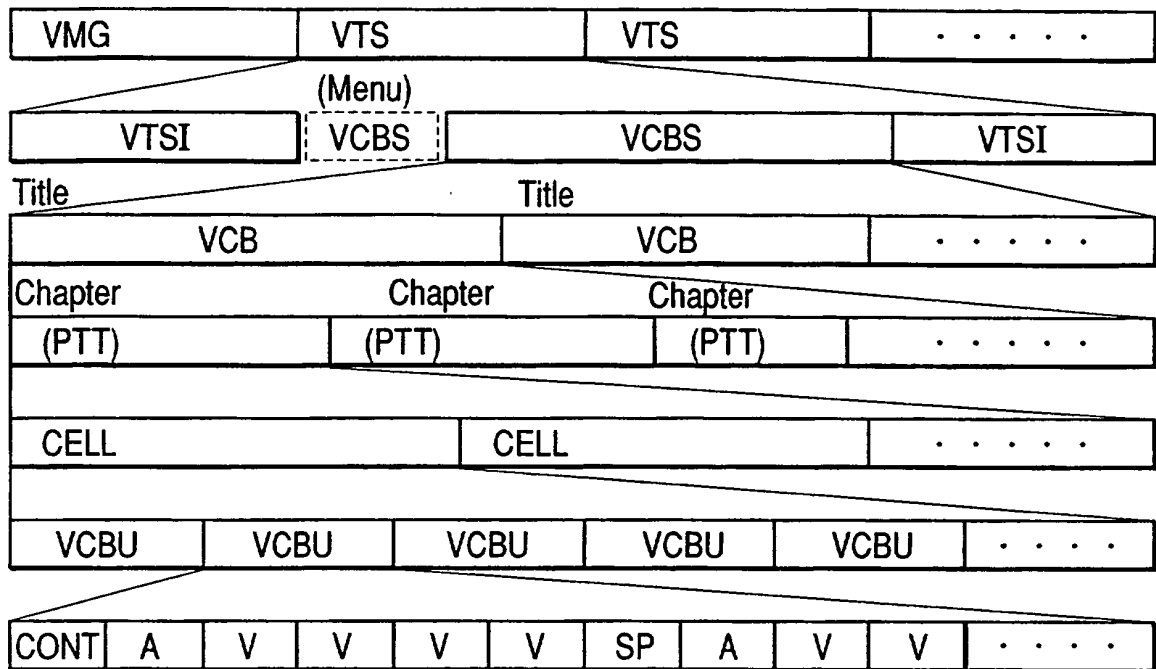 VMG VTS VTS · · · · ·
(Menu)
VTSI VCBS VCBS VTSI
Title Title
VCB VCB · · · · ·
Chapter Chapter Chapter
(PTT) (PTT) (PTT) · · · · ·
CELL CELL · · · · ·
VCBU VCBU VCBU VCBU VCBU · · · ·
CONT A V V V V SP A V V · · · ·